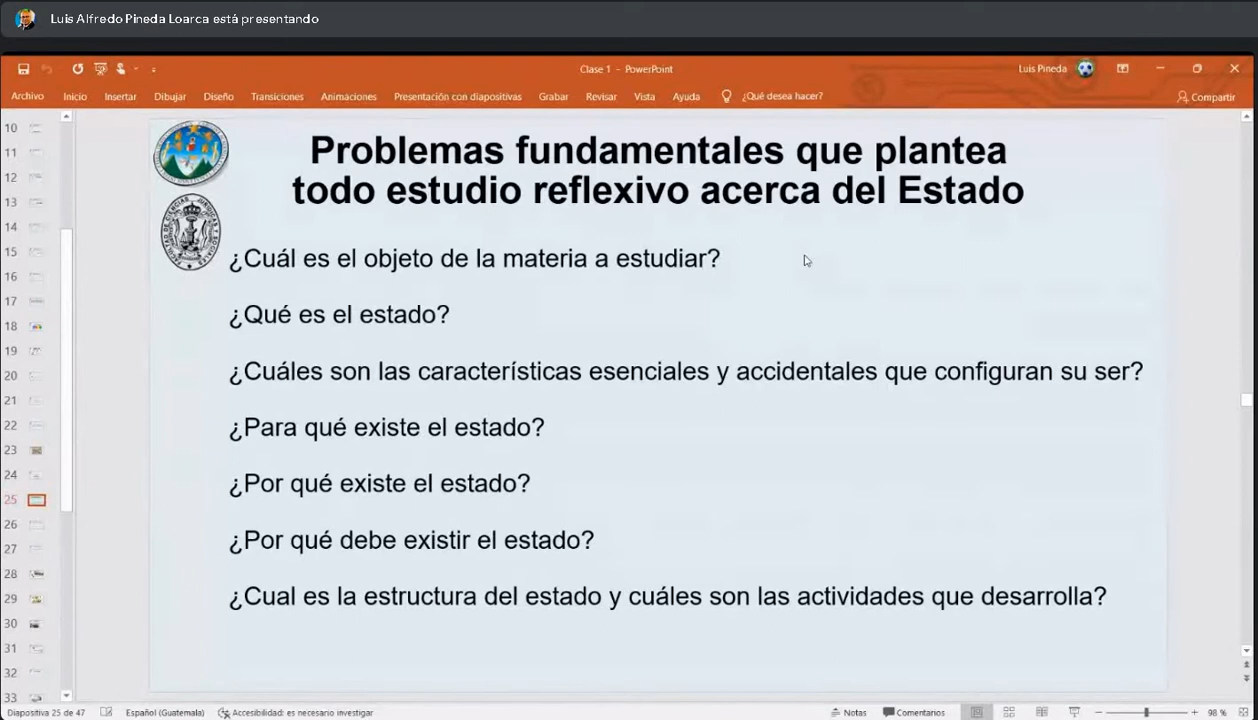 Luis Alfredo Pineda Loarca está presentando
Clase 1 - PowerPoint
Luis Pineda
Archivo Inicio Insertar Dibujar Diseño Transiciones Animaciones Presentación con diapositivas Grabar Revisar Vista Ayuda ¿Qué desea hacer? Compartir
10
11
12
13
14
15
16
17
18
19
20
21
22
23
24
25
26
27
28
29
30
31
32
33
Problemas fundamentales que plantea
todo estudio reflexivo acerca del Estado
¿Cuál es el objeto de la materia a estudiar?
¿Qué es el estado?
¿Cuáles son las características esenciales y accidentales que configuran su ser?
¿Para qué existe el estado?
¿Por qué existe el estado?
¿Por qué debe existir el estado?
¿Cual es la estructura del estado y cuáles son las actividades que desarrolla?
Diapositiva 25 de 47 Español (Guatemala) Accesibilidad: es necesario investigar Notas Comentarios 98 %